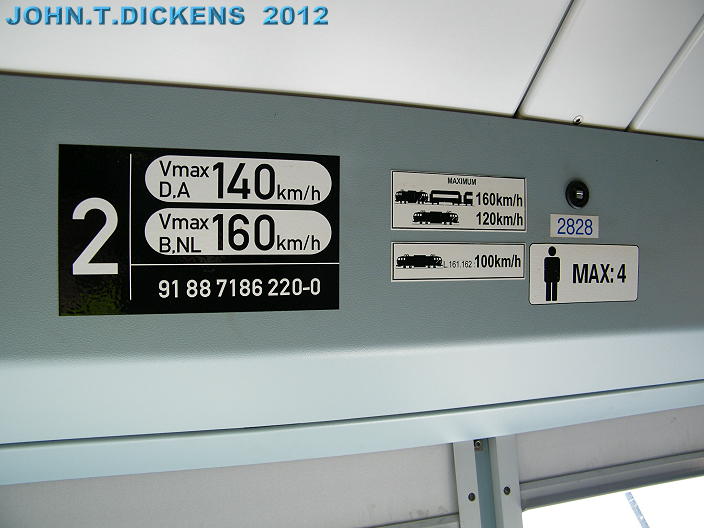 JOHN.T.DICKENS 2012
2
Vmax D,A 140km/h
Vmax B,NL 160km/h
91 88 7186 220-0
MAXIMUM
160km/h
120km/h
L.161.162: 100km/h
2828
MAX: 4